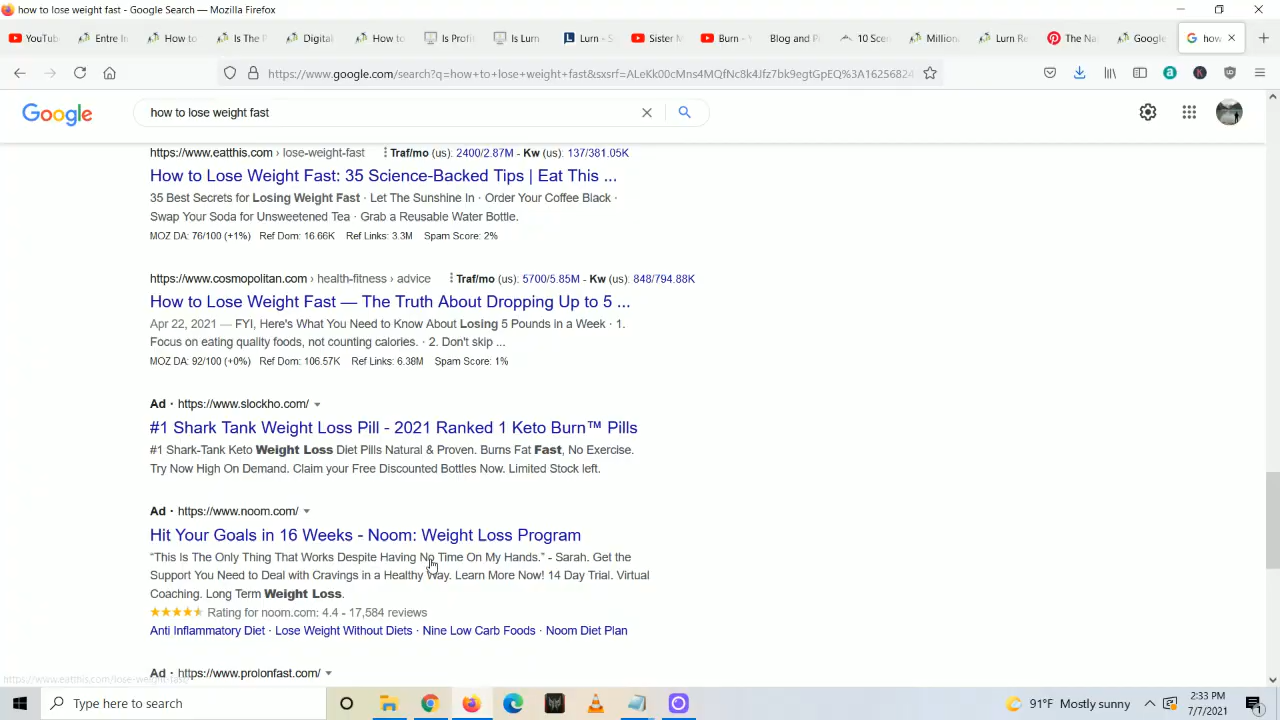 how to lose weight fast - Google Search — Mozilla Firefox
YouTub
Entre In
How to
Is The P
Digital
How to
Is Profit
Is Lurn
Lurn - S
Sister M
Burn - Y
Blog and Pa
10 Scen
Million
Lurn Re
The Na
Google
how
https://www.google.com/search?q=how+to+lose+weight+fast&sxsrf=ALeKk00cMns4MQfNc8k4Jfz7bk9egtGpEQ%3A16256824
Google
how to lose weight fast
https://www.eatthis.com › lose-weight-fast Traf/mo (us): 2400/2.87M - Kw (us): 137/381.05K
How to Lose Weight Fast: 35 Science-Backed Tips | Eat This ...
35 Best Secrets for Losing Weight Fast · Let The Sunshine In · Order Your Coffee Black ·
Swap Your Soda for Unsweetened Tea · Grab a Reusable Water Bottle.
MOZ DA: 76/100 (+1%) Ref Dom: 16.66K Ref Links: 3.3M Spam Score: 2%
https://www.cosmopolitan.com › health-fitness › advice Traf/mo (us): 5700/5.85M - Kw (us): 848/794.88K
How to Lose Weight Fast — The Truth About Dropping Up to 5 ...
Apr 22, 2021 — FYI, Here's What You Need to Know About Losing 5 Pounds in a Week · 1.
Focus on eating quality foods, not counting calories. · 2. Don't skip ...
MOZ DA: 92/100 (+0%) Ref Dom: 106.57K Ref Links: 6.38M Spam Score: 1%
Ad · https://www.slockho.com/
#1 Shark Tank Weight Loss Pill - 2021 Ranked 1 Keto Burn™ Pills
#1 Shark-Tank Keto Weight Loss Diet Pills Natural & Proven. Burns Fat Fast, No Exercise.
Try Now High On Demand. Claim your Free Discounted Bottles Now. Limited Stock left.
Ad · https://www.noom.com/
Hit Your Goals in 16 Weeks - Noom: Weight Loss Program
“This Is The Only Thing That Works Despite Having No Time On My Hands.” - Sarah. Get the
Support You Need to Deal with Cravings in a Healthy Way. Learn More Now! 14 Day Trial. Virtual
Coaching. Long Term Weight Loss.
Rating for noom.com: 4.4 - 17,584 reviews
Anti Inflammatory Diet · Lose Weight Without Diets · Nine Low Carb Foods · Noom Diet Plan
Ad · https://www.prolonfast.com/
https://www.eatthis.com/lose-weight-fast/
Type here to search
91°F Mostly sunny
2:33 PM
7/7/2021
1